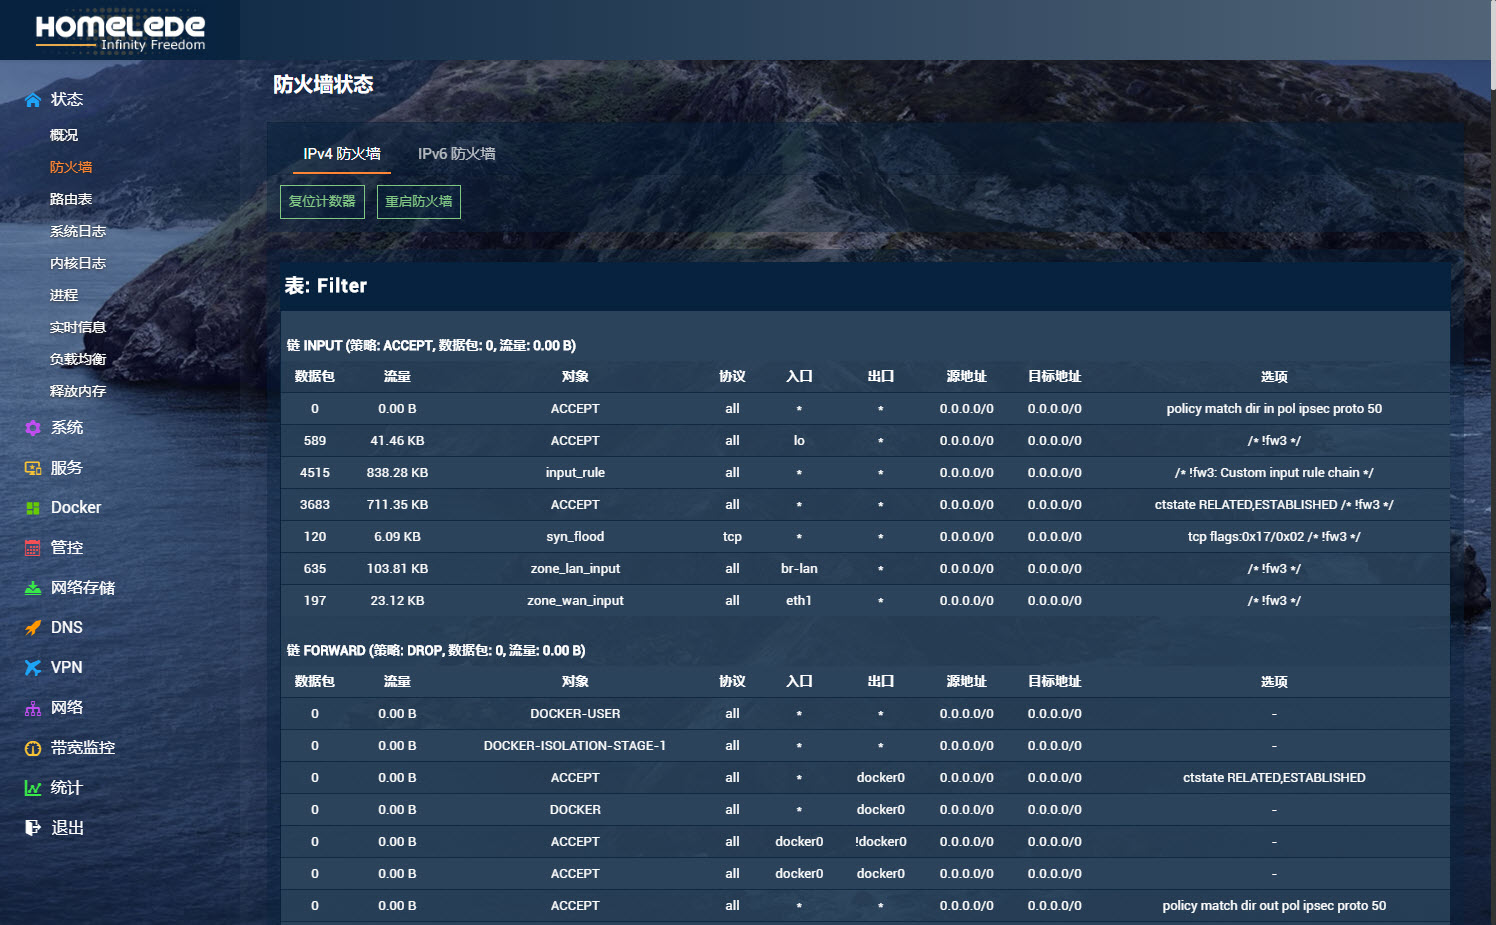 HOMELEDE
Infinity Freedom
状态
概况
防火墙
路由表
系统日志
内核日志
进程
实时信息
负载均衡
释放内存
系统
服务
Docker
管控
网络存储
DNS
VPN
网络
带宽监控
统计
退出
防火墙状态
IPv4 防火墙 IPv6 防火墙
复位计数器 重启防火墙
表: Filter
链 INPUT (策略: ACCEPT, 数据包: 0, 流量: 0.00 B)
数据包 流量 对象 协议 入口 出口 源地址 目标地址 选项
0 0.00 B ACCEPT all * * 0.0.0.0/0 0.0.0.0/0 policy match dir in pol ipsec proto 50
589 41.46 KB ACCEPT all lo * 0.0.0.0/0 0.0.0.0/0 /* !fw3 */
4515 838.28 KB input_rule all * * 0.0.0.0/0 0.0.0.0/0 /* !fw3: Custom input rule chain */
3683 711.35 KB ACCEPT all * * 0.0.0.0/0 0.0.0.0/0 ctstate RELATED,ESTABLISHED /* !fw3 */
120 6.09 KB syn_flood tcp * * 0.0.0.0/0 0.0.0.0/0 tcp flags:0x17/0x02 /* !fw3 */
635 103.81 KB zone_lan_input all br-lan * 0.0.0.0/0 0.0.0.0/0 /* !fw3 */
197 23.12 KB zone_wan_input all eth1 * 0.0.0.0/0 0.0.0.0/0 /* !fw3 */
链 FORWARD (策略: DROP, 数据包: 0, 流量: 0.00 B)
数据包 流量 对象 协议 入口 出口 源地址 目标地址 选项
0 0.00 B DOCKER-USER all * * 0.0.0.0/0 0.0.0.0/0 -
0 0.00 B DOCKER-ISOLATION-STAGE-1 all * * 0.0.0.0/0 0.0.0.0/0 -
0 0.00 B ACCEPT all * docker0 0.0.0.0/0 0.0.0.0/0 ctstate RELATED,ESTABLISHED
0 0.00 B DOCKER all * docker0 0.0.0.0/0 0.0.0.0/0 -
0 0.00 B ACCEPT all docker0 !docker0 0.0.0.0/0 0.0.0.0/0 -
0 0.00 B ACCEPT all docker0 docker0 0.0.0.0/0 0.0.0.0/0 -
0 0.00 B ACCEPT all * * 0.0.0.0/0 0.0.0.0/0 policy match dir out pol ipsec proto 50